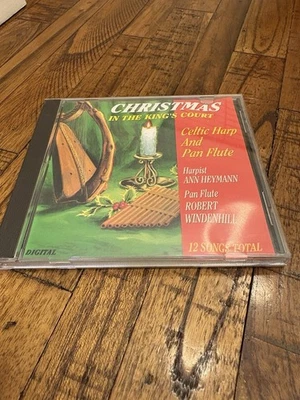 CHRISTMAS
IN THE KING'S COURT
Celtic Harp
And
Pan Flute
Harpist
ANN HEYMANN
Pan Flute
ROBERT
WINDENHILL
12 SONGS TOTAL
DIGITAL